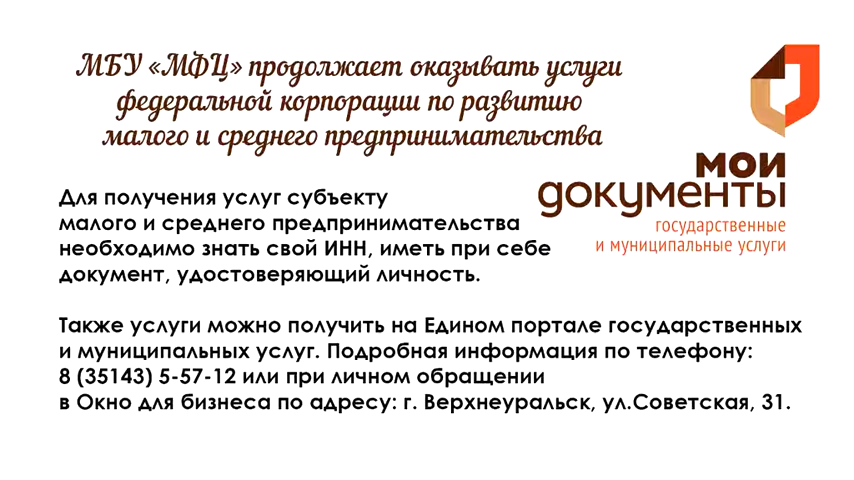 МБУ «МФЦ» продолжает оказывать услуги
федеральной корпорации по развитию
малого и среднего предпринимательства
мои
документы
государственные
и муниципальные услуги
Для получения услуг субъекту
малого и среднего предпринимательства
необходимо знать свой ИНН, иметь при себе
документ, удостоверяющий личность.
Также услуги можно получить на Едином портале государственных
и муниципальных услуг. Подробная информация по телефону:
8 (35143) 5-57-12 или при личном обращении
в Окно для бизнеса по адресу: г. Верхнеуральск, ул.Советская, 31.